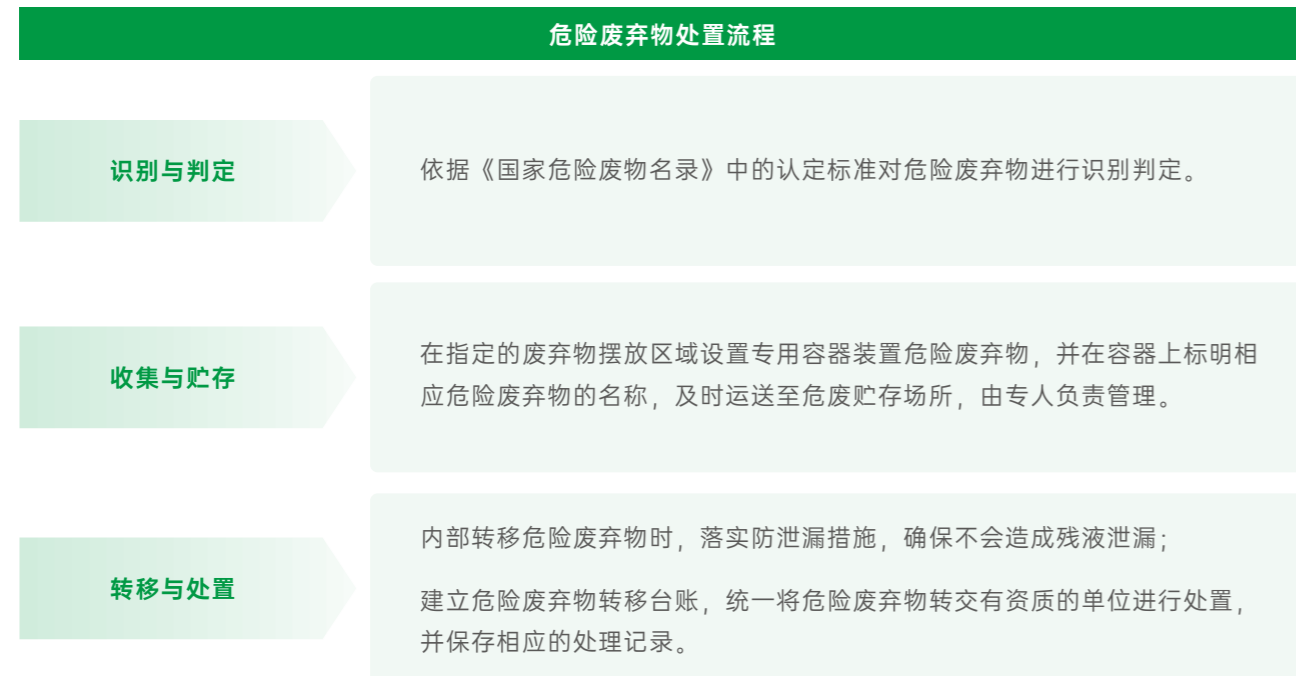 危险废弃物处置流程
识别与判定
依据《国家危险废物名录》中的认定标准对危险废弃物进行识别判定。
收集与贮存
在指定的废弃物摆放区域设置专用容器装置危险废弃物，并在容器上标明相
应危险废弃物的名称，及时运送至危废贮存场所，由专人负责管理。
转移与处置
内部转移危险废弃物时，落实防泄漏措施，确保不会造成残液泄漏；
建立危险废弃物转移台账，统一将危险废弃物转交有资质的单位进行处置，
并保存相应的处理记录。